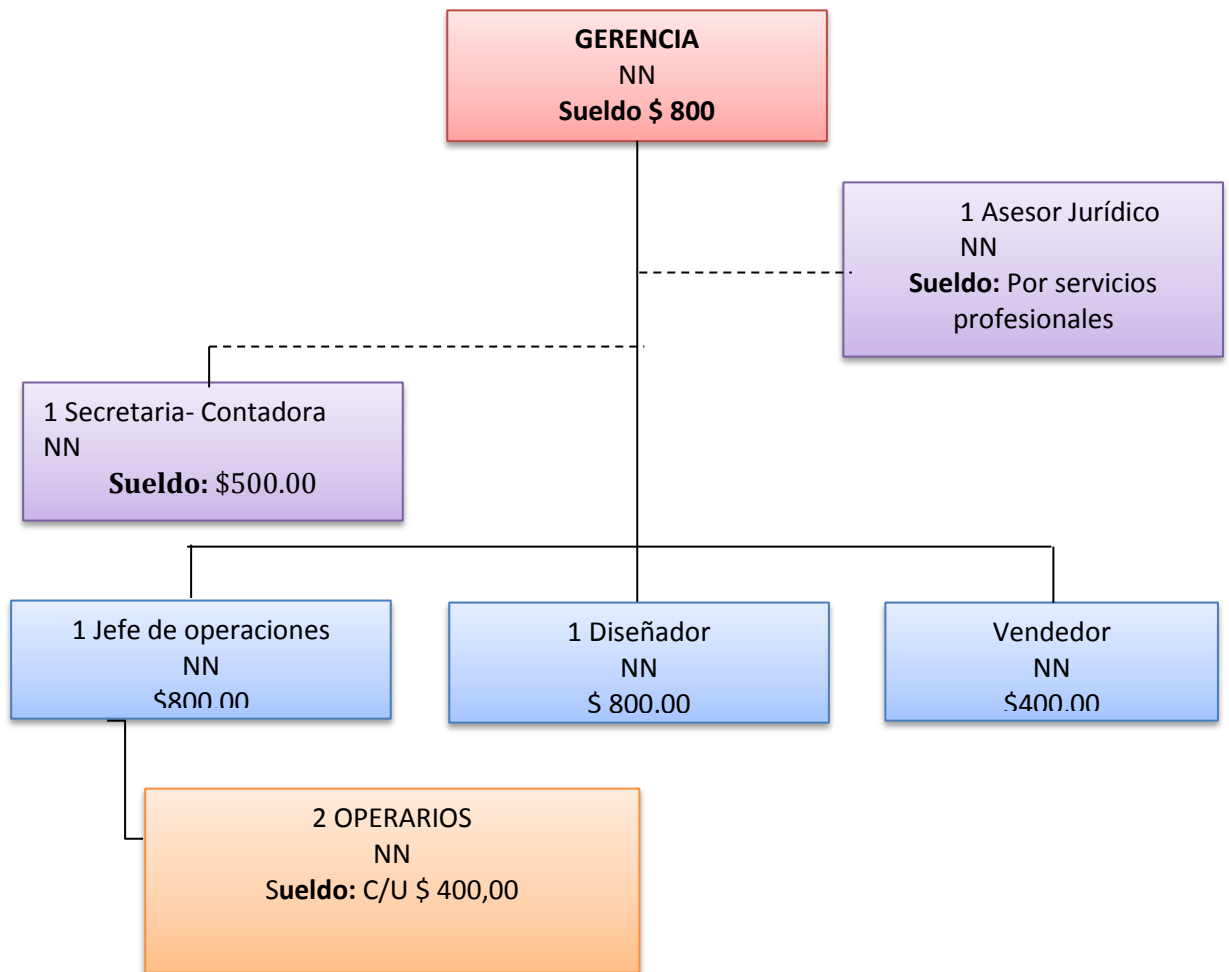 GERENCIA
NN
Sueldo $ 800
1 Asesor Jurídico
NN
Sueldo: Por servicios
profesionales
1 Secretaria- Contadora
NN
Sueldo: $500.00
1 Jefe de operaciones
NN
$800.00
1 Diseñador
NN
$ 800.00
Vendedor
NN
$400.00
2 OPERARIOS
NN
Sueldo: C/U $ 400,00